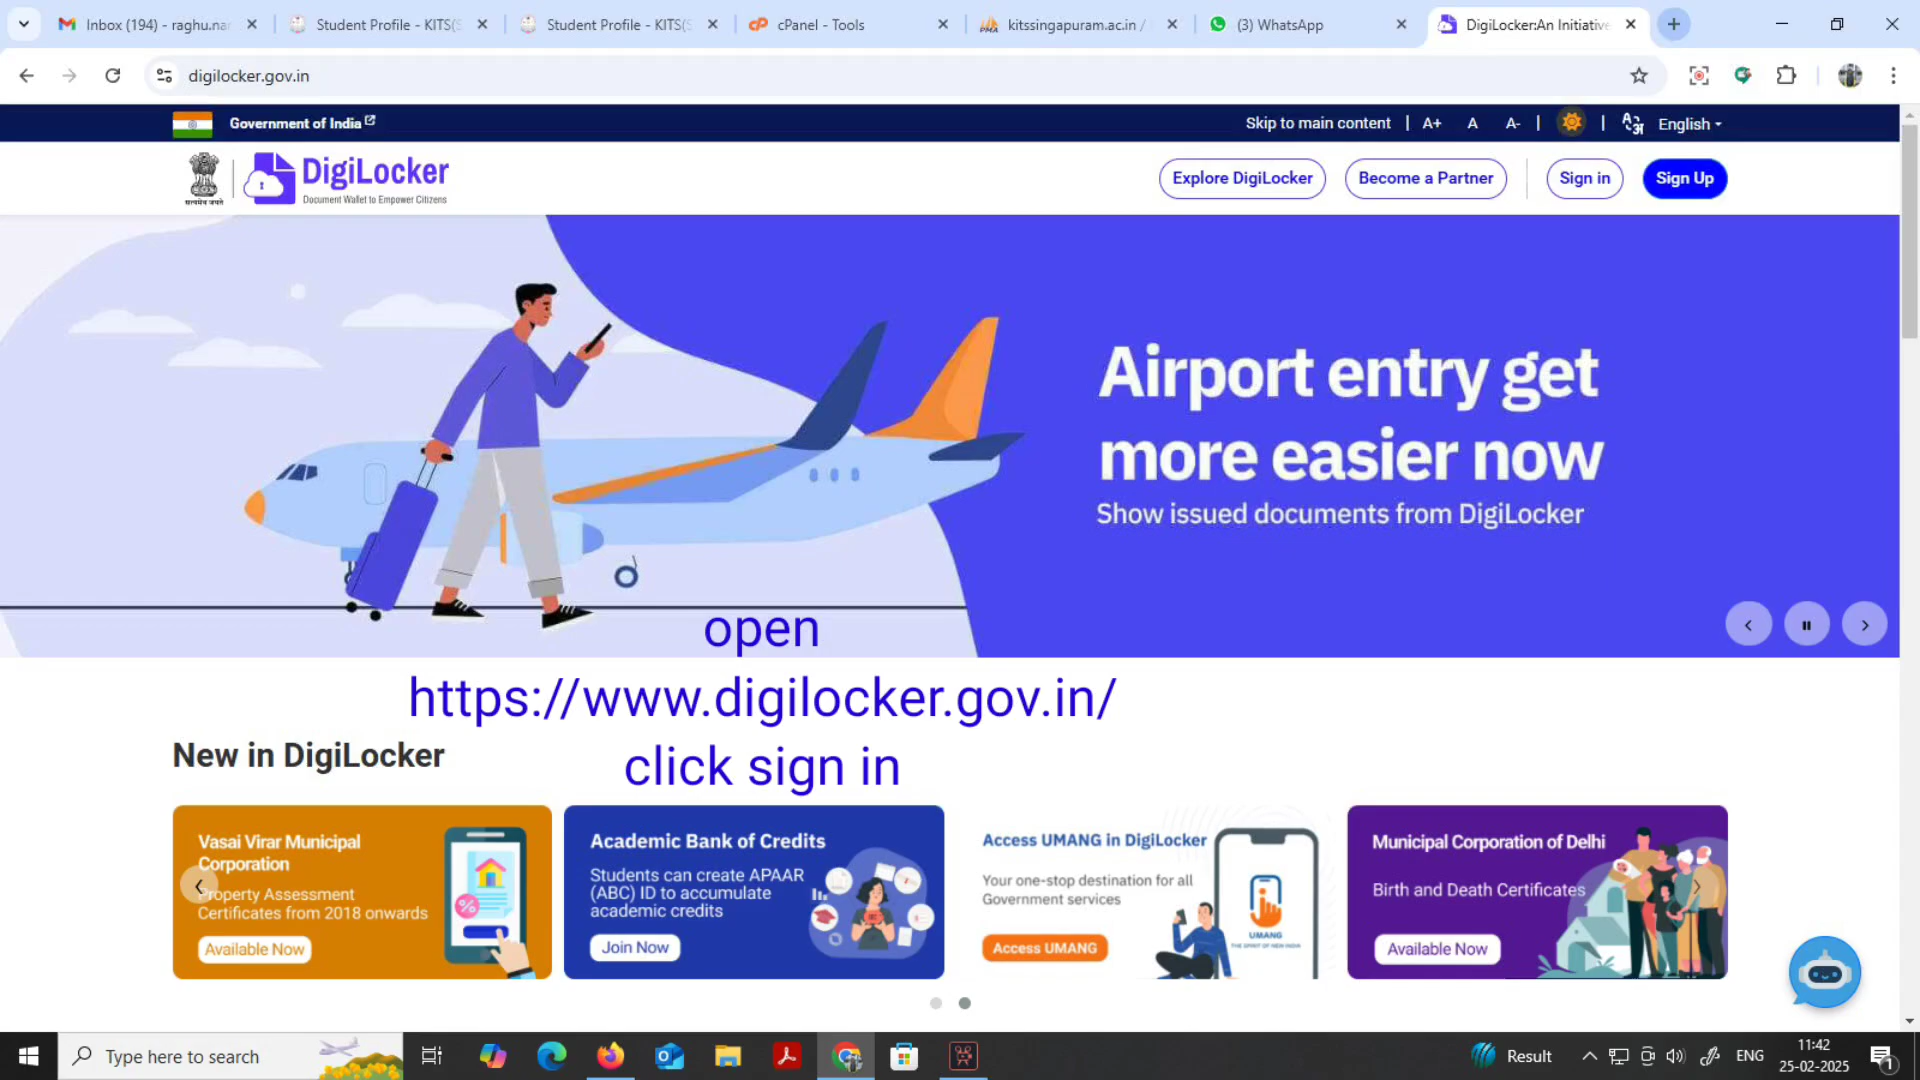 Inbox (194) - raghu.nar
Student Profile - KITS(S
Student Profile - KITS(S
cPanel - Tools
kitssingapuram.ac.in /
(3) WhatsApp
DigiLocker:An Initiative
digilocker.gov.in
Government of India
Skip to main content | A+ A A- | | English
सत्यमेव जयते
DigiLocker
Document Wallet to Empower Citizens
Explore DigiLocker
Become a Partner
Sign in
Sign Up
Airport entry get
more easier now
Show issued documents from DigiLocker
open
https://www.digilocker.gov.in/
click sign in
New in DigiLocker
Vasai Virar Municipal
Corporation
Property Assessment
Certificates from 2018 onwards
Available Now
Academic Bank of Credits
Students can create APAAR
(ABC) ID to accumulate
academic credits
Join Now
Access UMANG in DigiLocker
Your one-stop destination for all
Government services
Access UMANG
UMANG
THE SPIRIT OF NEW INDIA
Municipal Corporation of Delhi
Birth and Death Certificates
Available Now
Type here to search
Result
ENG
11:42
25-02-2025
1